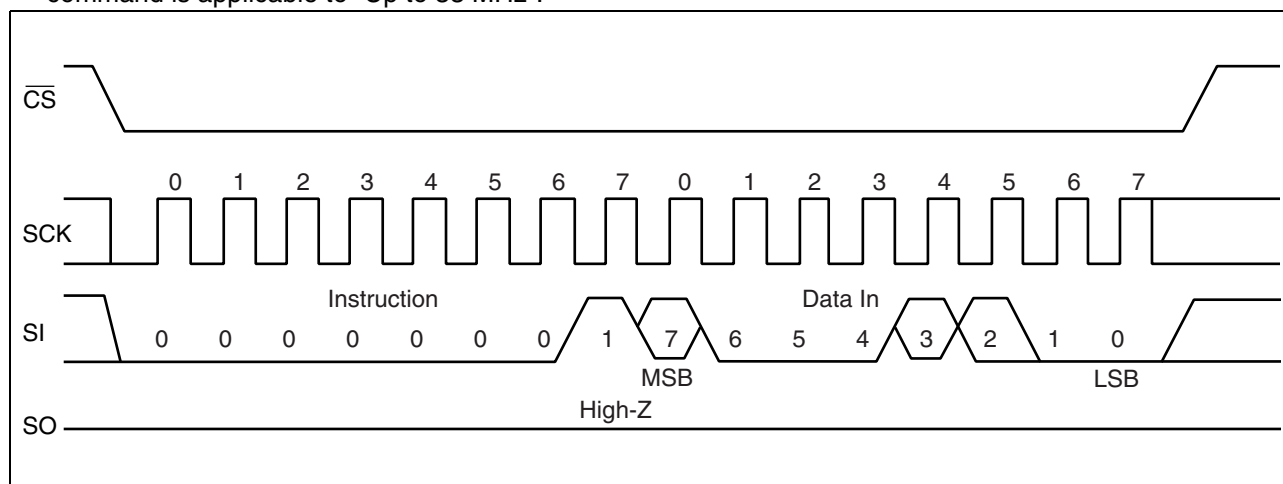 command is applicable to "Up to 33 MHz".
CS
0 1 2 3 4 5 6 7 0 1 2 3 4 5 6 7
SCK
Instruction Data In
SI
0 0 0 0 0 0 0 1 7 6 5 4 3 2 1 0
MSB LSB
High-Z
SO